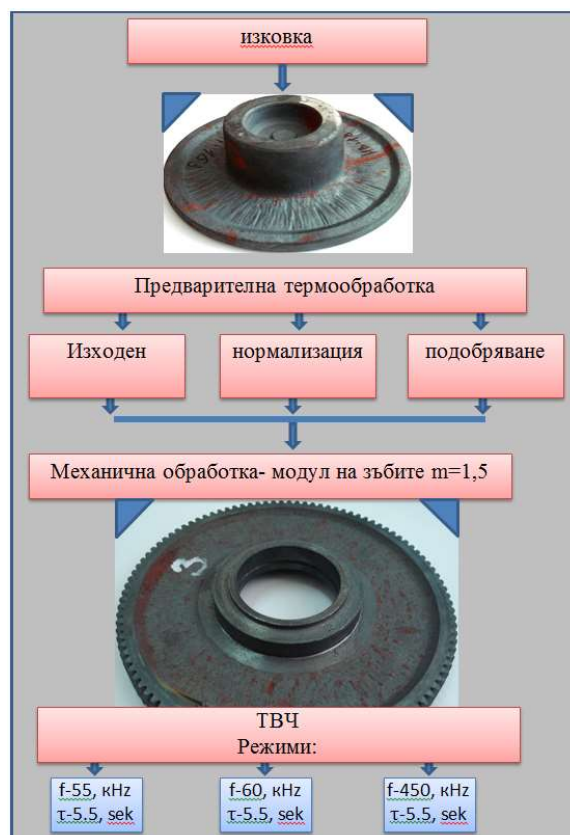 изковка
Предварителна термообработка
Изходен
нормализация
подобряване
Механична обработка- модул на зъбите m=1,5
3
ТВЧ
Режими:
f-55, кHz
τ-5.5, sek
f-60, кHz
τ-5.5, sek
f-450, кHz
τ-5.5, sek